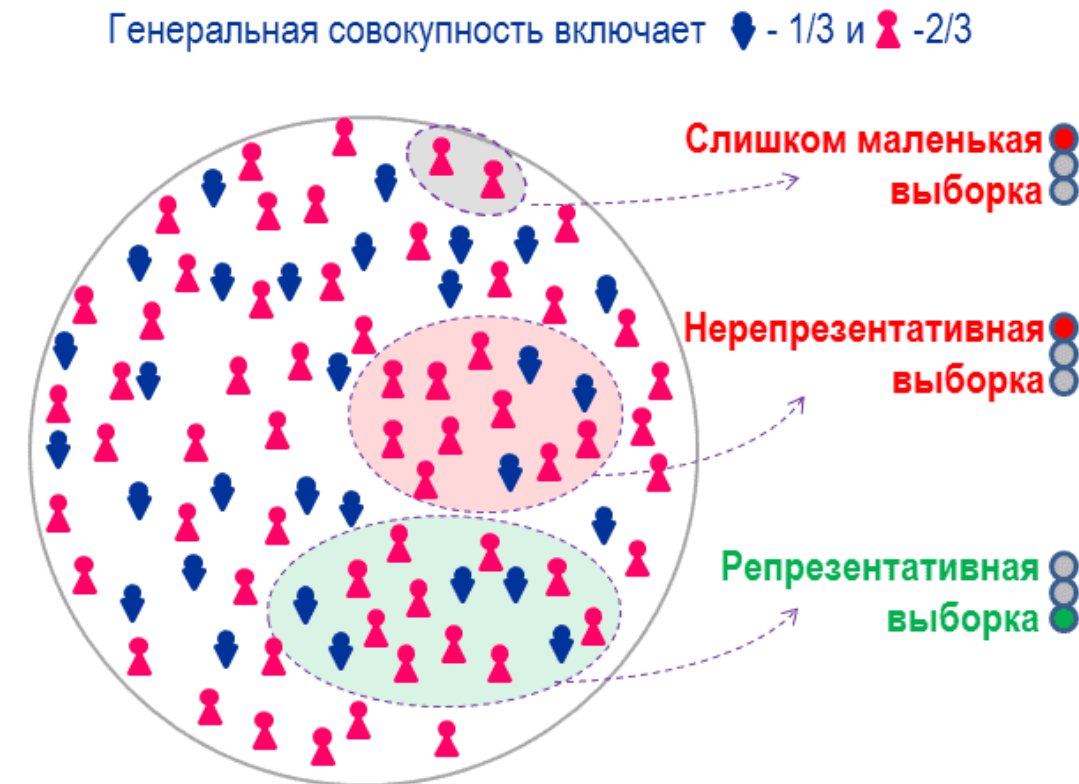 Генеральная совокупность включает - 1/3 и -2/3
Слишком маленькая
выборка
Нерепрезентативная
выборка
Репрезентативная
выборка